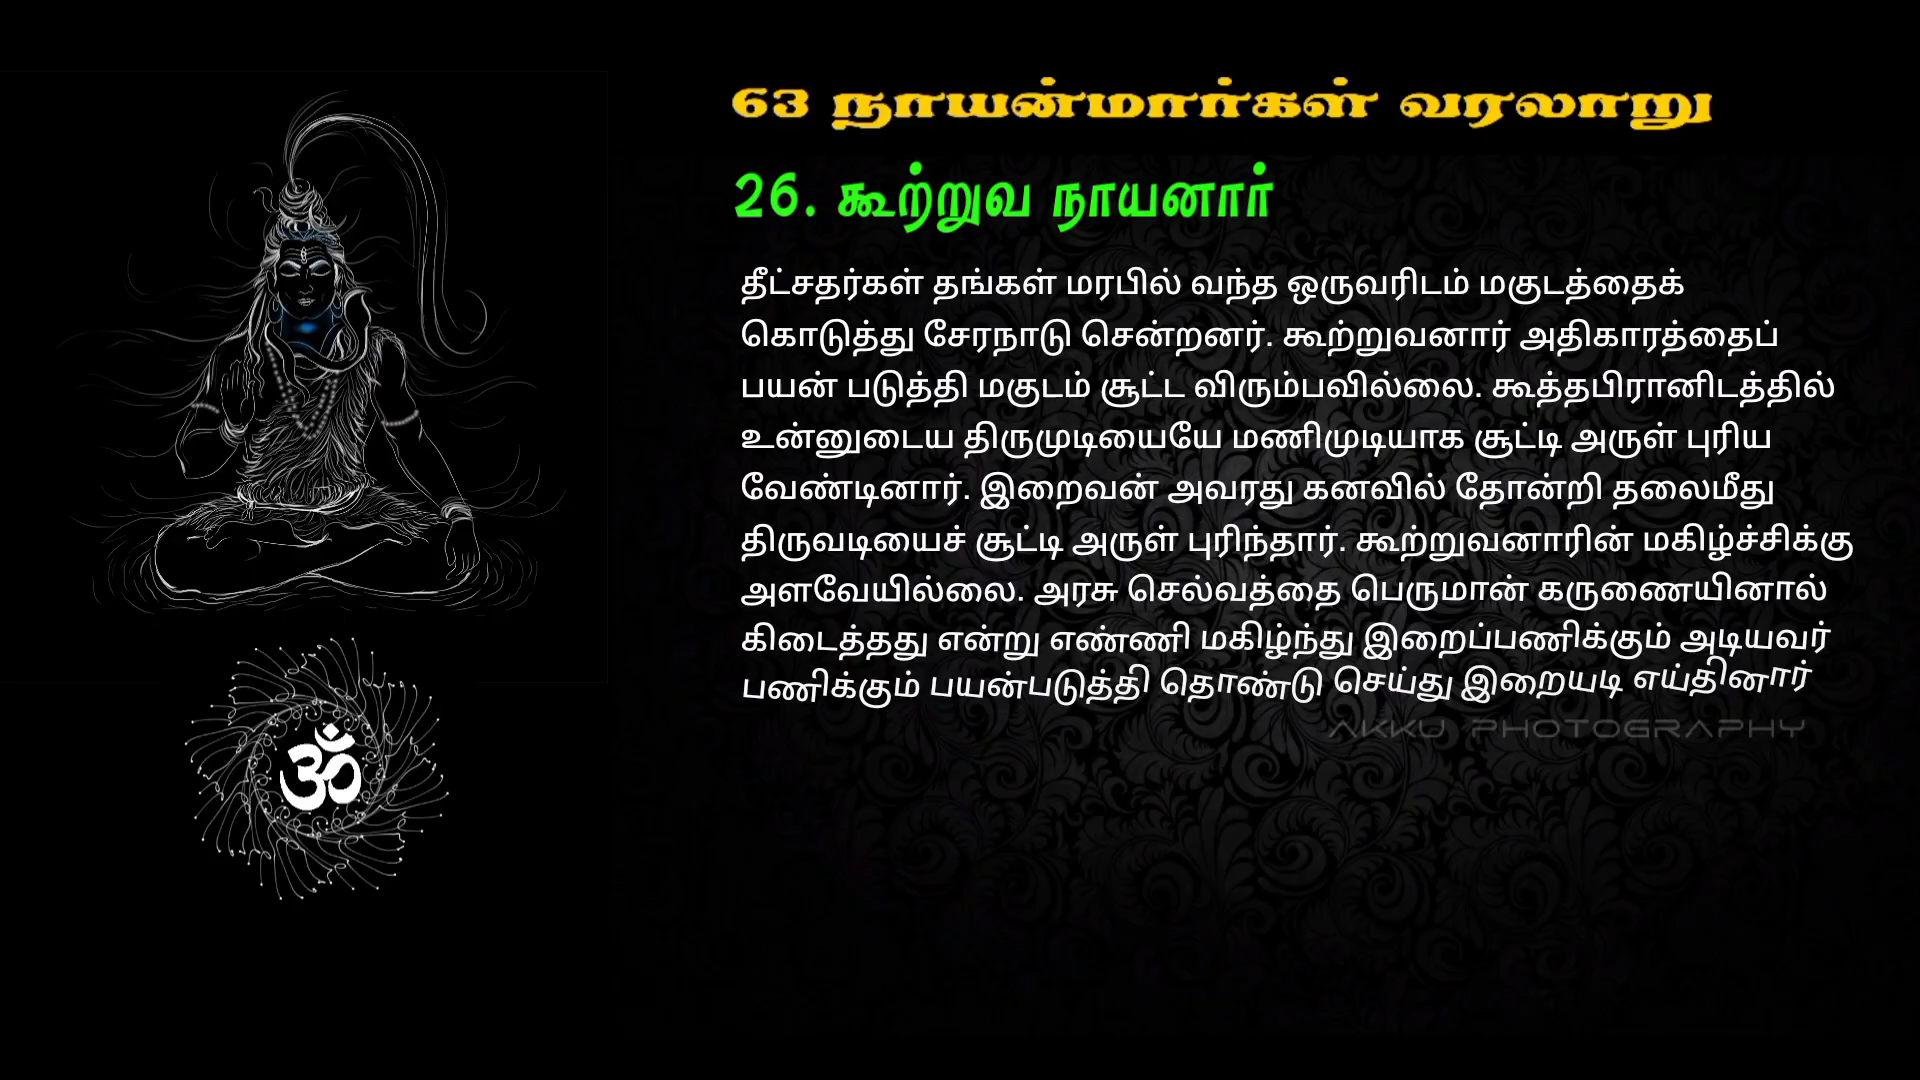 63 நாயன்மார்கள் வரலாறு
26. கூற்றுவ நாயனார்
தீட்சதர்கள் தங்கள் மரபில் வந்த ஒருவரிடம் மகுடத்தைக்
கொடுத்து சேரநாடு சென்றனர். கூற்றுவனார் அதிகாரத்தைப்
பயன் படுத்தி மகுடம் சூட்ட விரும்பவில்லை. கூத்தபிரானிடத்தில்
உன்னுடைய திருமுடியையே மணிமுடியாக சூட்டி அருள் புரிய
வேண்டினார். இறைவன் அவரது கனவில் தோன்றி தலைமீது
திருவடியைச் சூட்டி அருள் புரிந்தார். கூற்றுவனாரின் மகிழ்ச்சிக்கு
அளவேயில்லை. அரசு செல்வத்தை பெருமான் கருணையினால்
கிடைத்தது என்று எண்ணி மகிழ்ந்து இறைப்பணிக்கும் அடியவர்
பணிக்கும் பயன்படுத்தி தொண்டு செய்து இறையடி எய்தினார்
AKKU PHOTOGRAPHY
ॐ